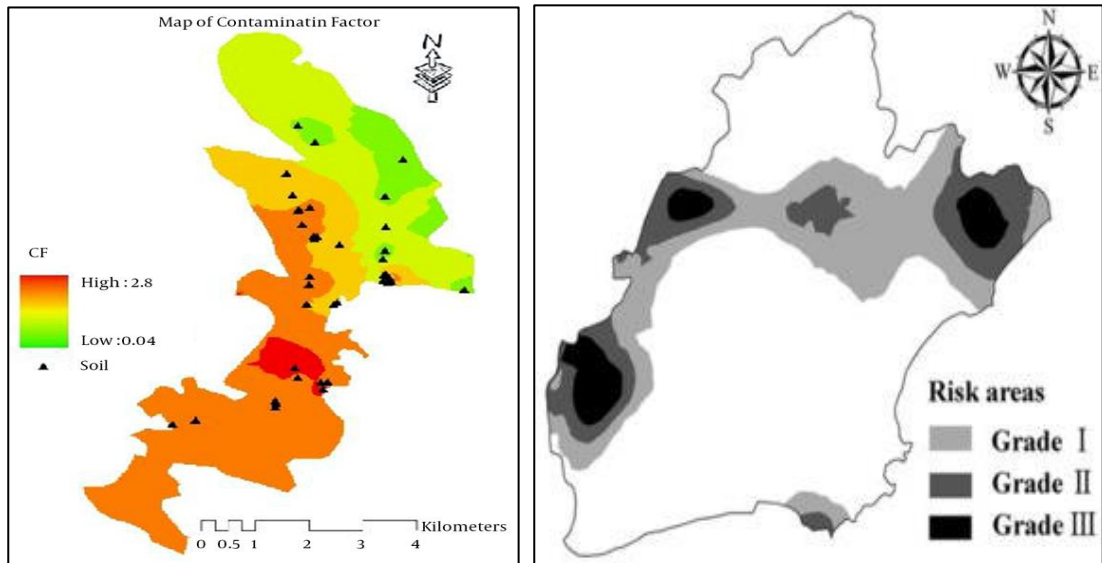 Map of Contaminatin Factor
N
CF
High : 2.8
Low :0.04
Soil
Kilometers
0 0.5 1 2 3 4
N
W E
S
Risk areas
Grade I
Grade II
Grade III